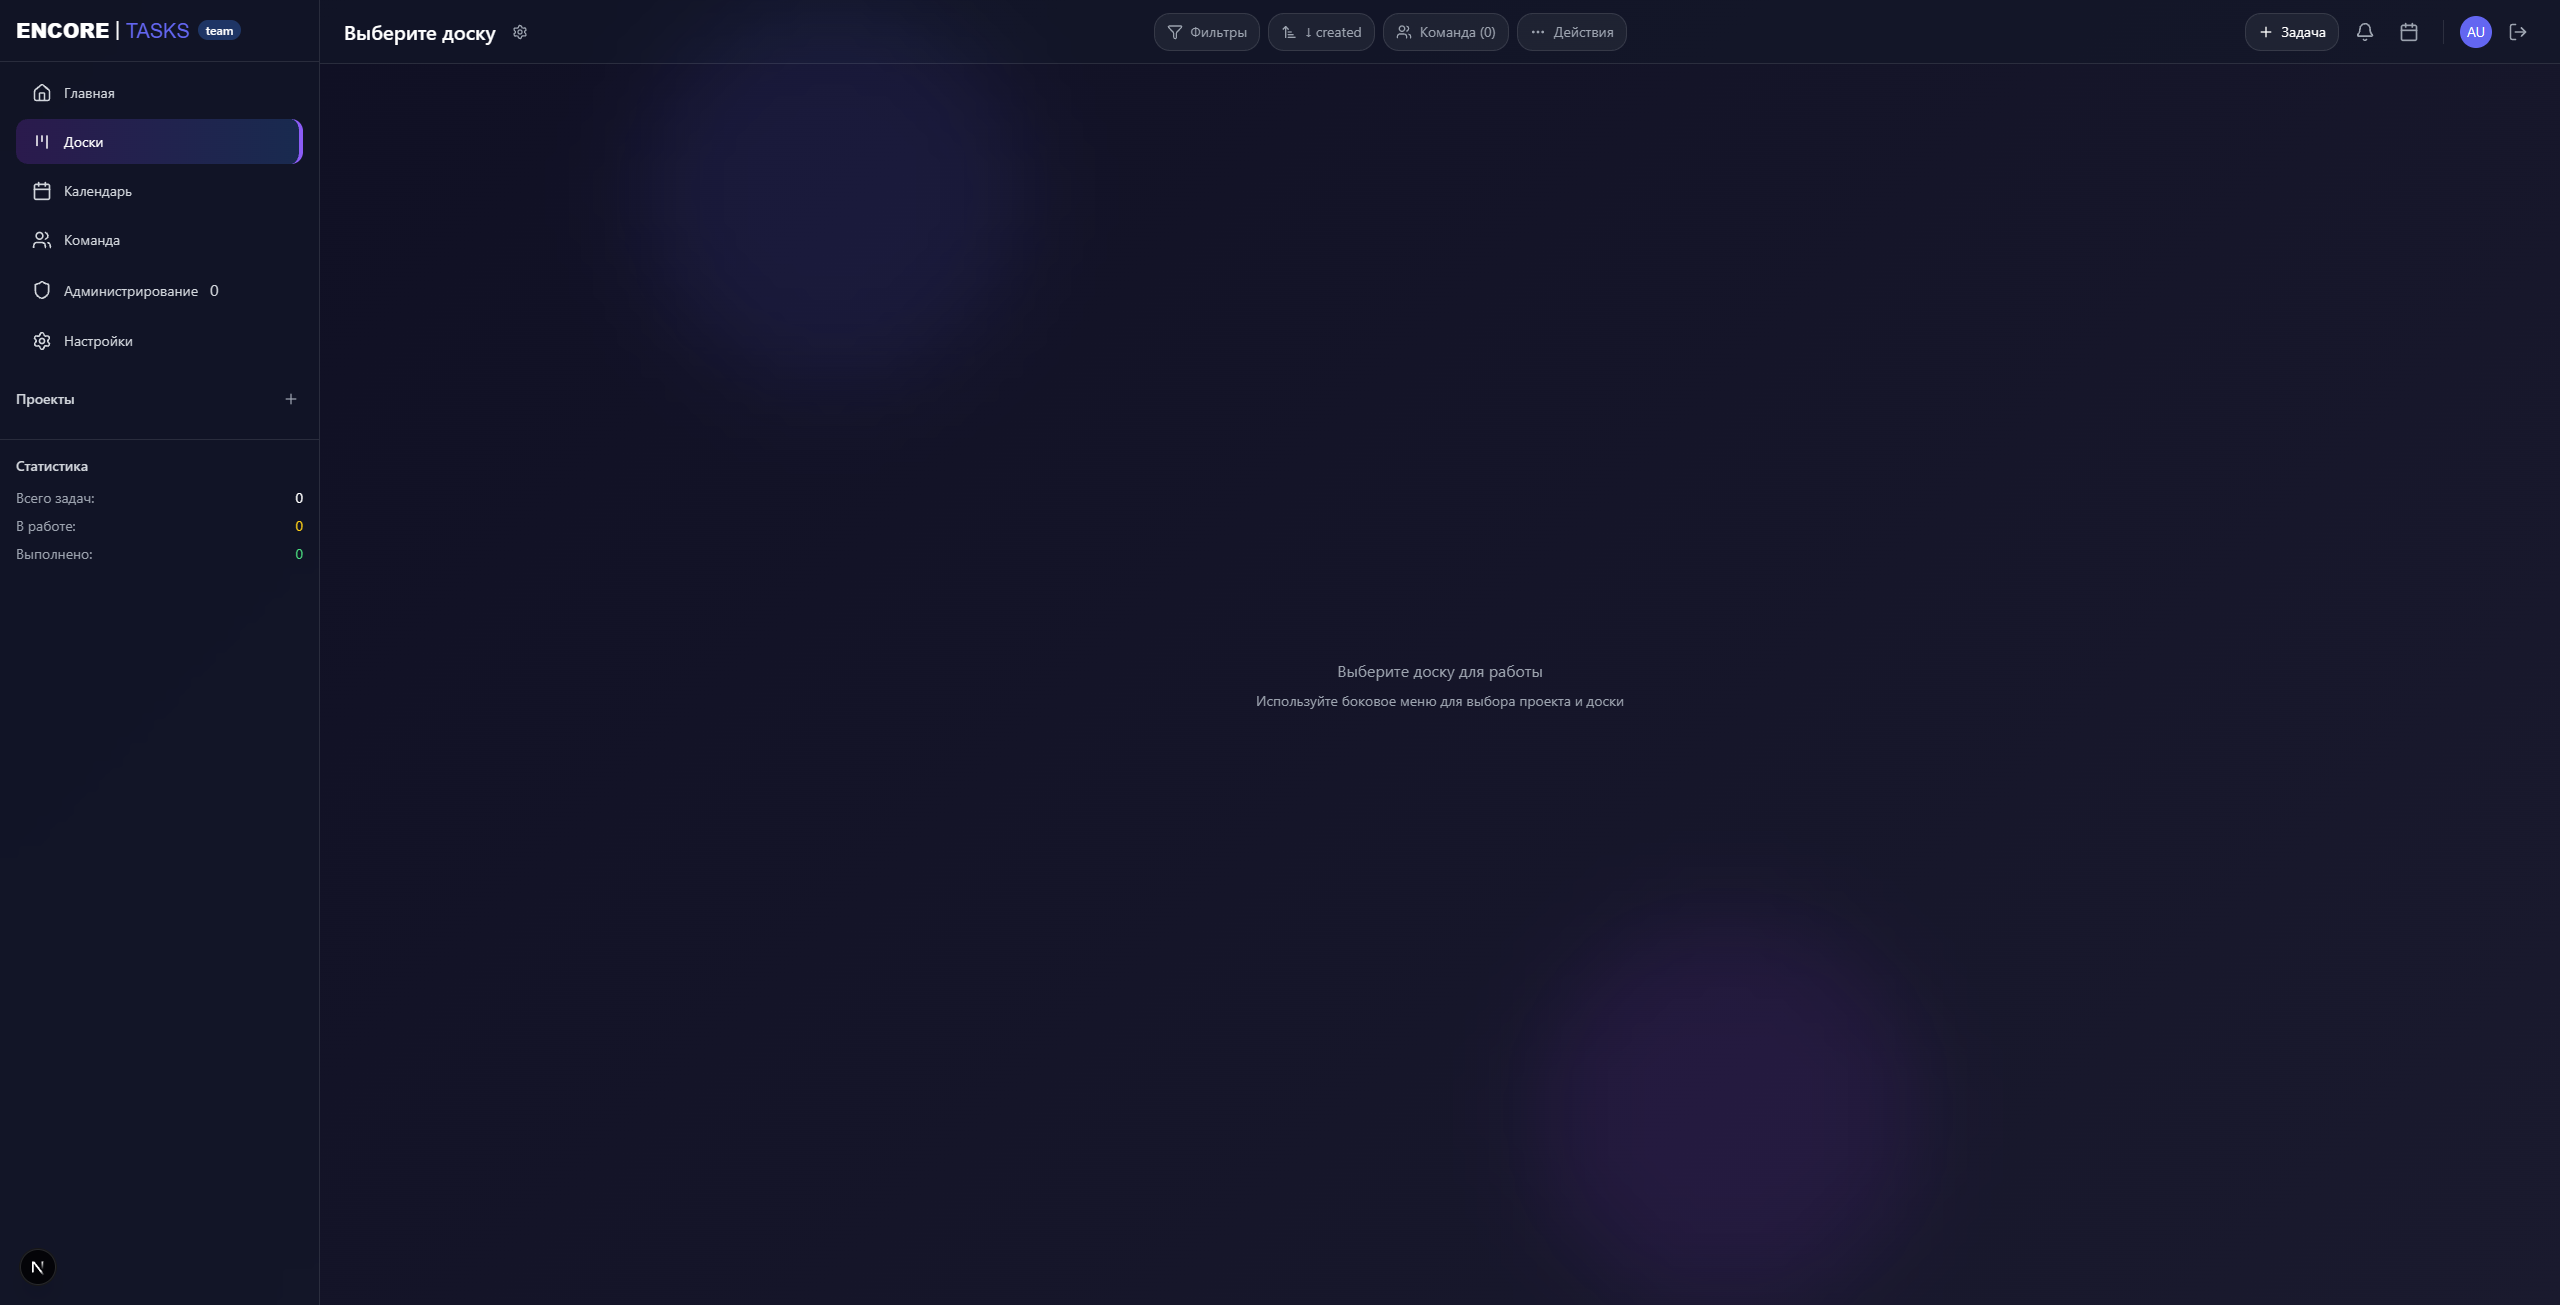 ENCORE | TASKS team
Главная
Доски
Календарь
Команда
Администрирование 0
Настройки
Проекты
Статистика
Всего задач: 0
В работе: 0
Выполнено: 0
N
Выберите доску
Фильтры
↓ created
Команда (0)
Действия
Задача
AU
Выберите доску для работы
Используйте боковое меню для выбора проекта и доски